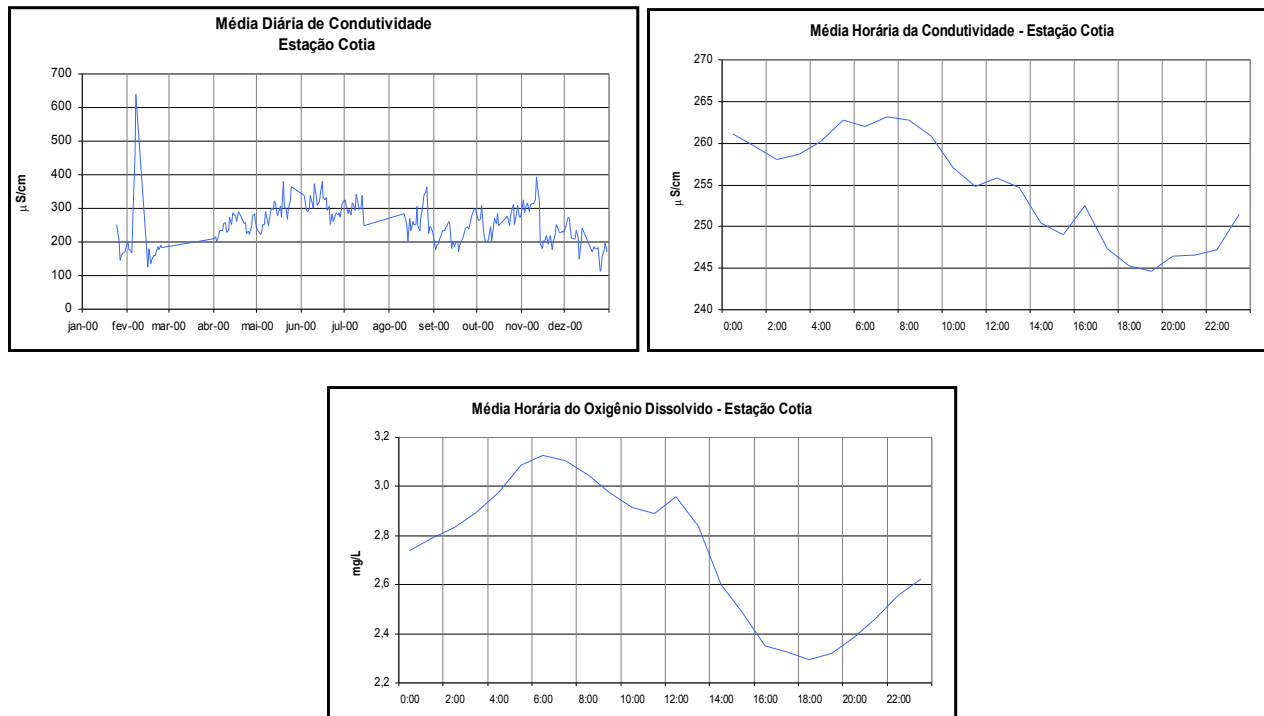 Média Diária de Condutividade
Estação Cotia
700
600
500
400
300
200
100
0
µ S/cm
jan-00 fev-00 mar-00 abr-00 mai-00 jun-00 jul-00 ago-00 set-00 out-00 nov-00 dez-00
Média Horária da Condutividade - Estação Cotia
270
265
260
255
250
245
240
µ S/cm
0:00 2:00 4:00 6:00 8:00 10:00 12:00 14:00 16:00 18:00 20:00 22:00
Média Horária do Oxigênio Dissolvido - Estação Cotia
3,2
3,0
2,8
2,6
2,4
2,2
mg/L
0:00 2:00 4:00 6:00 8:00 10:00 12:00 14:00 16:00 18:00 20:00 22:00